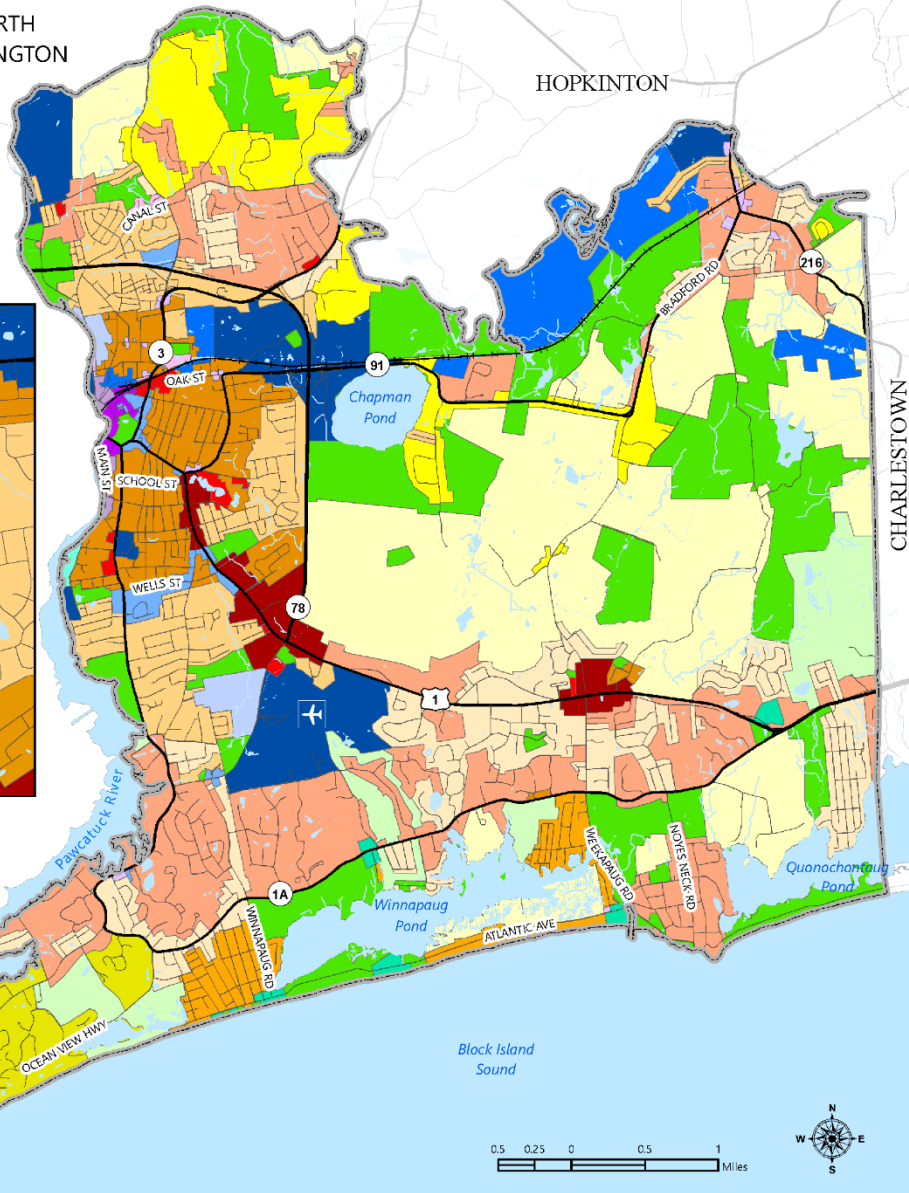 RTH
NGTON
HOPKINTON
CANAL ST
216
BRADFORD RD
3
OAK ST
91
Chapman
Pond
CHARLESTOWN
MAIN ST
SCHOOL ST
WELLS ST
78
1
Pawcatuck River
WEEKAPAUG RD
NOYES NECK RD
Quonochontaug
Pond
1A
WINNAPAUG RD
Winnapaug
Pond
ATLANTIC AVE
OCEAN VIEW HWY
Block Island
Sound
N
W
E
S
0.5 0.25 0 0.5 1
Miles